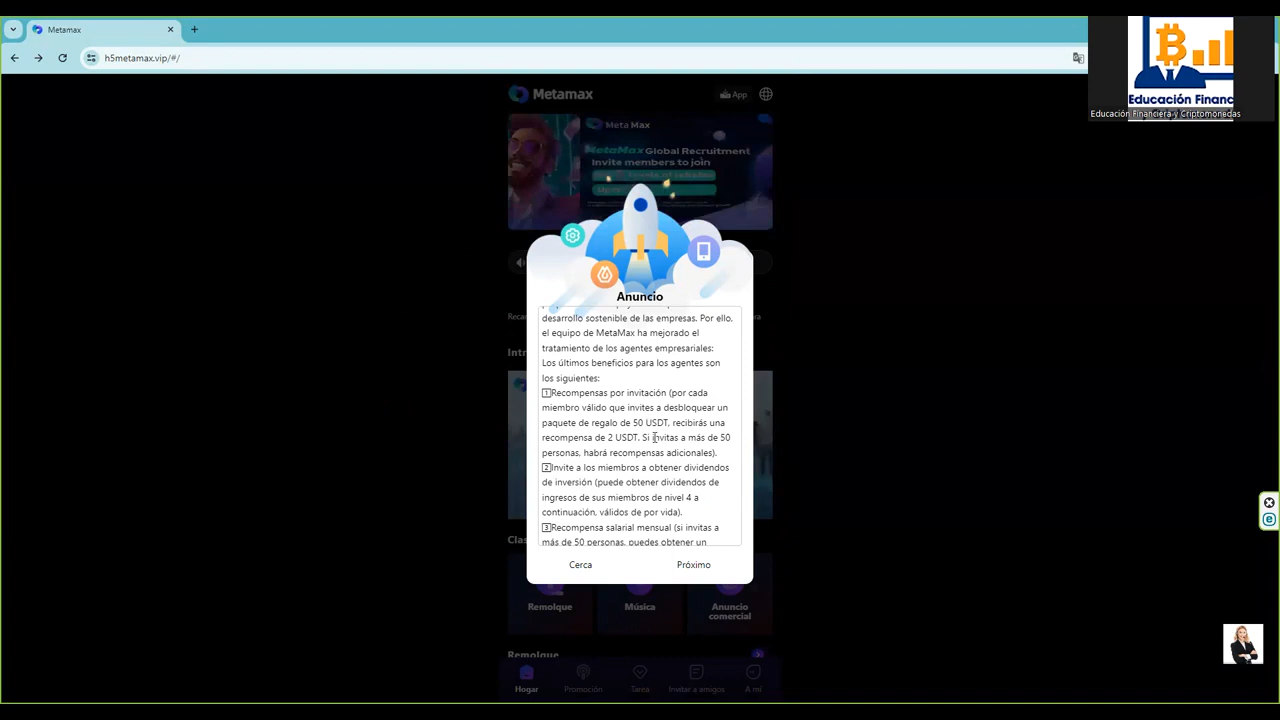 Metamax
h5metamax.vip/#/
Educación Financ
Educación Financiera y Criptomonedas
Metamax
App
Meta Max
MetaMax Global Recruitment
Invite members to join
Anuncio
desarrollo sostenible de las empresas. Por ello,
el equipo de MetaMax ha mejorado el
tratamiento de los agentes empresariales:
Los últimos beneficios para los agentes son
los siguientes:
1️⃣Recompensas por invitación (por cada
miembro válido que invites a desbloquear un
paquete de regalo de 50 USDT, recibirás una
recompensa de 2 USDT. Si invitas a más de 50
personas, habrá recompensas adicionales).
2️⃣Invite a los miembros a obtener dividendos
de inversión (puede obtener dividendos de
ingresos de sus miembros de nivel 4 a
continuación, válidos de por vida).
3️⃣Recompensa salarial mensual (si invitas a
más de 50 personas, puedes obtener un
Cerca
Próximo
Remolque
Música
Anuncio
comercial
Remolque
Hogar
Promoción
Tarea
Invitar a amigos
A mí